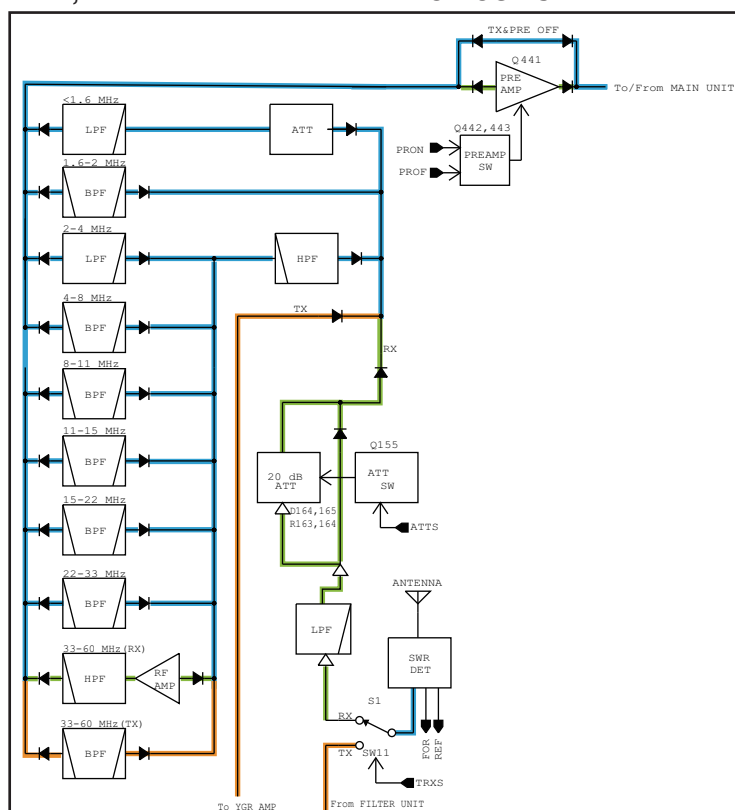 TX&PRE OFF
Q441
PRE
AMP
To/From MAIN UNIT
<1.6 MHz
LPF
ATT
Q442,443
PRON
PROF
PREAMP
SW
1.6-2 MHz
BPF
2-4 MHz
LPF
HPF
4-8 MHz
BPF
TX
RX
8-11 MHz
BPF
11-15 MHz
BPF
Q155
20 dB
ATT
ATT
SW
D164,165
R163,164
ATTS
15-22 MHz
BPF
22-33 MHz
BPF
ANTENNA
LPF
SWR
DET
33-60 MHz(RX)
HPF
RF
AMP
S1
RX
FOR
REF
33-60 MHz(TX)
BPF
TX
SW11
TRXS
To YGR AMP
From FILTER UNIT